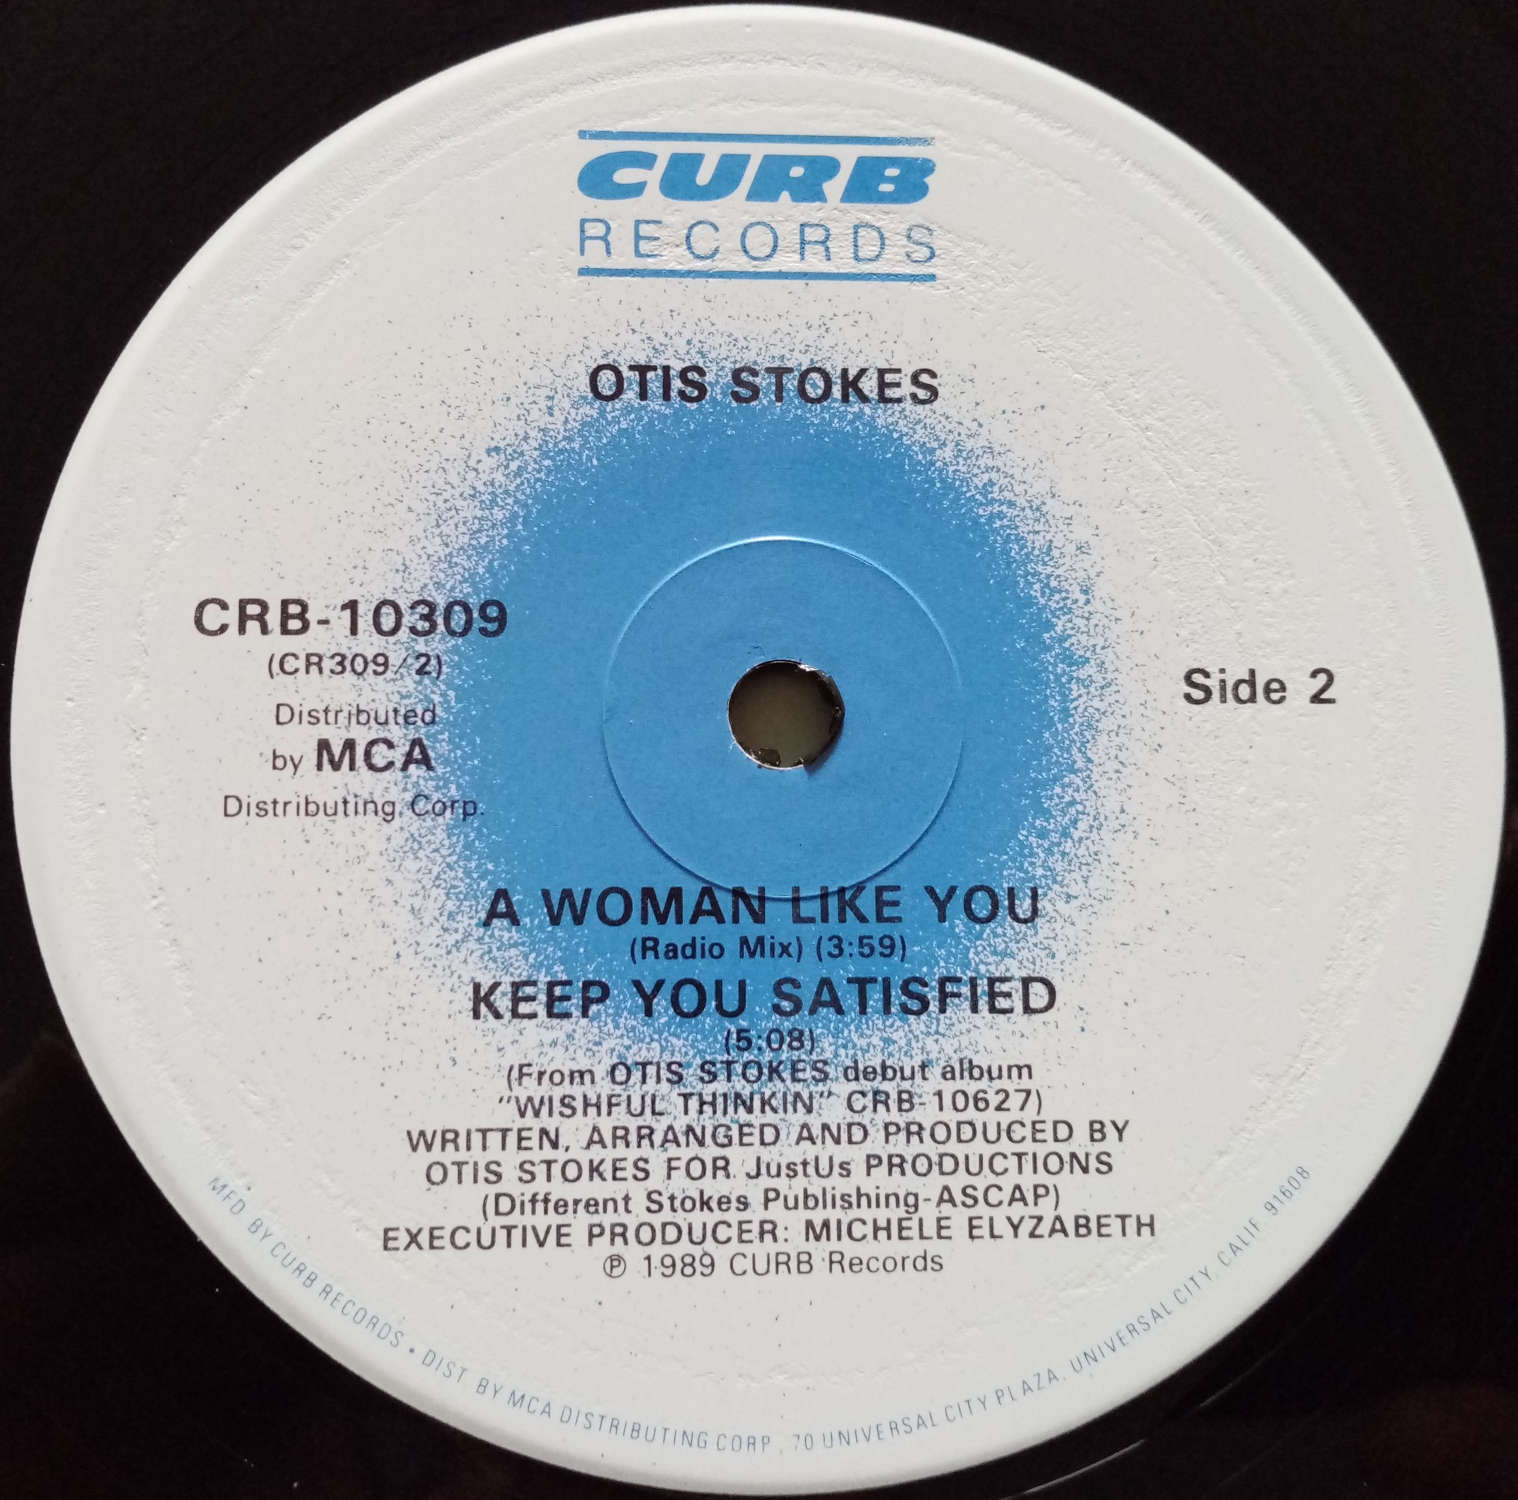 CURB
RECORDS
OTIS STOKES
CRB-10309
(CR309/2)
Distributed
by MCA
Distributing Corp.
Side 2
A WOMAN LIKE YOU
(Radio Mix) (3:59)
KEEP YOU SATISFIED
(5:08)
(From OTIS STOKES debut album
"WISHFUL THINKIN" CRB-10627)
WRITTEN, ARRANGED AND PRODUCED BY
OTIS STOKES FOR JustUs PRODUCTIONS
(Different Stokes Publishing-ASCAP)
EXECUTIVE PRODUCER: MICHELE ELYZABETH
℗ 1989 CURB Records
MFD BY CURB RECORDS • DIST BY MCA DISTRIBUTING CORP., 70 UNIVERSAL CITY PLAZA, UNIVERSAL CITY, CALIF 91608